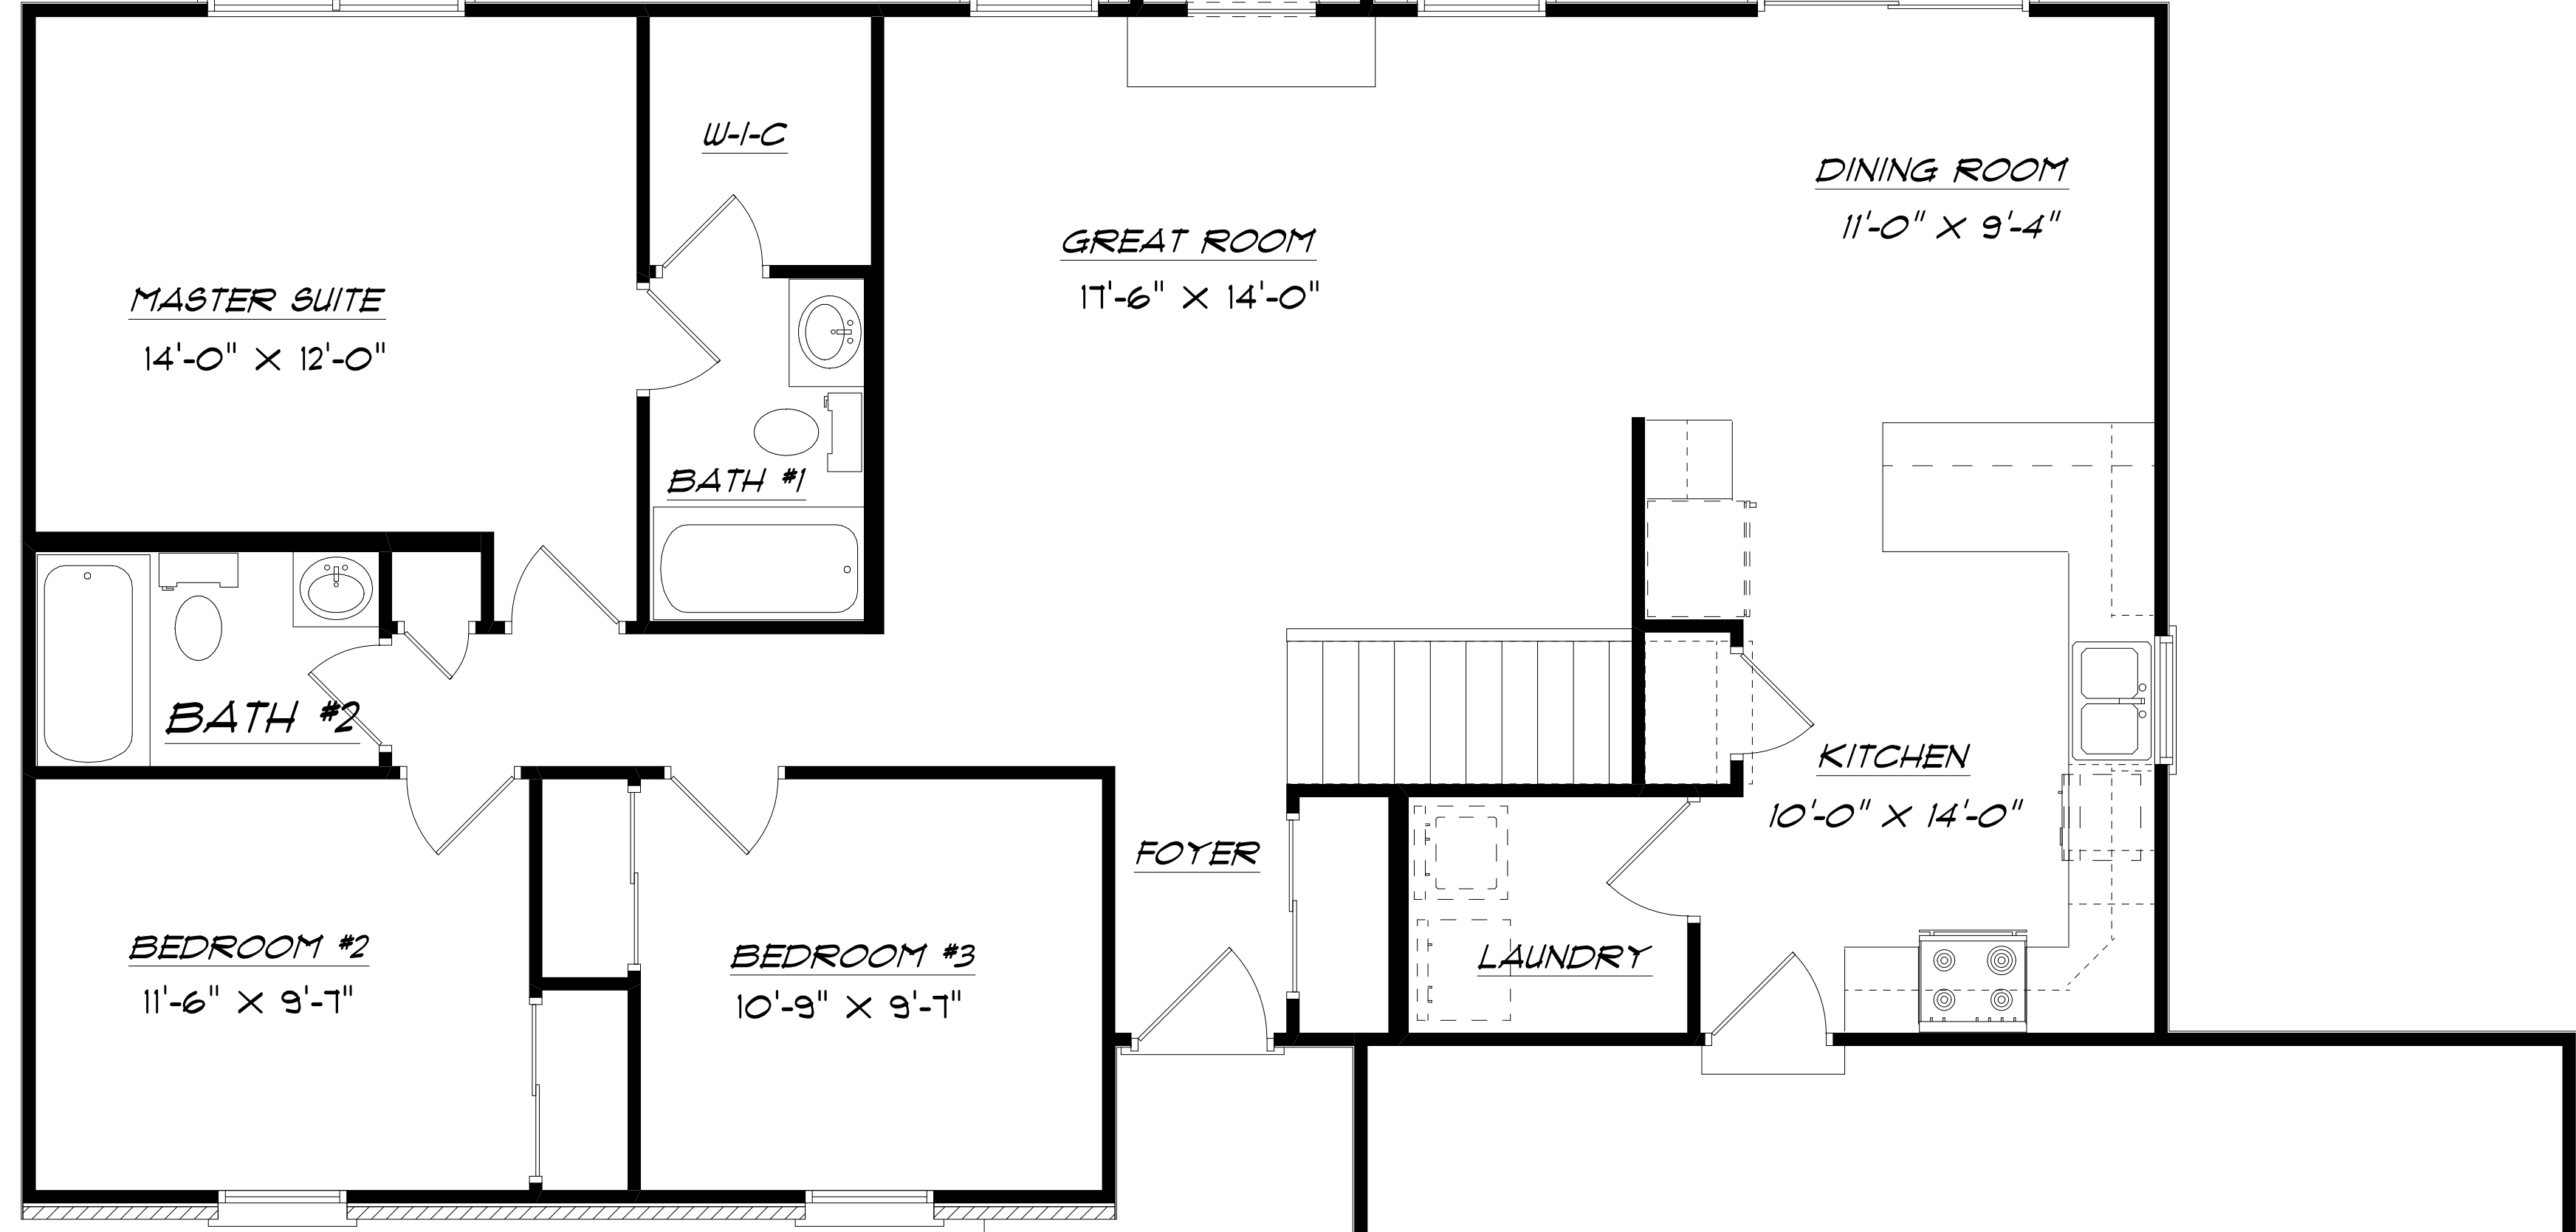 W-I-C
DINING ROOM
11'-0" X 9'-4"
GREAT ROOM
17'-6" X 14'-0"
MASTER SUITE
14'-0" X 12'-0"
BATH #1
BATH #2
KITCHEN
10'-0" X 14'-0"
FOYER
LAUNDRY
BEDROOM #2
11'-6" X 9'-7"
BEDROOM #3
10'-9" X 9'-7"